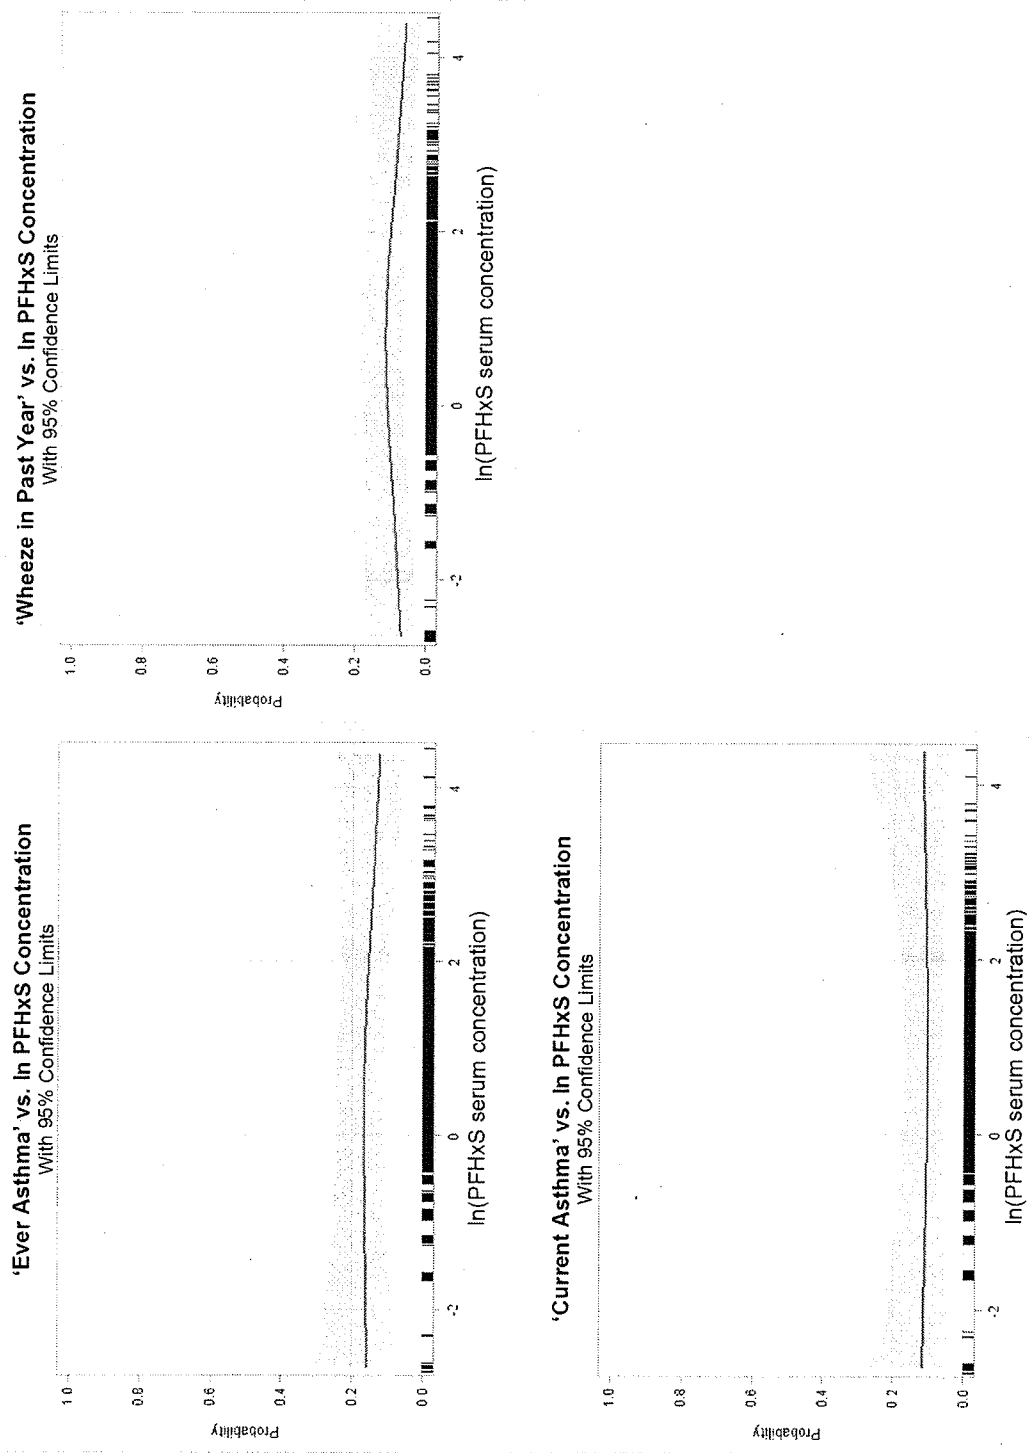 'Ever Asthma' vs. ln PFHxS Concentration
With 95% Confidence Limits
Probability
1.0
0.8
0.6
0.4
0.2
0.0
-2
0
2
4
ln(PFHxS serum concentration)
'Wheeze in Past Year' vs. ln PFHxS Concentration
With 95% Confidence Limits
Probability
1.0
0.8
0.6
0.4
0.2
0.0
-2
0
2
4
ln(PFHxS serum concentration)
'Current Asthma' vs. ln PFHxS Concentration
With 95% Confidence Limits
Probability
1.0
0.8
0.6
0.4
0.2
0.0
-2
0
2
4
ln(PFHxS serum concentration)